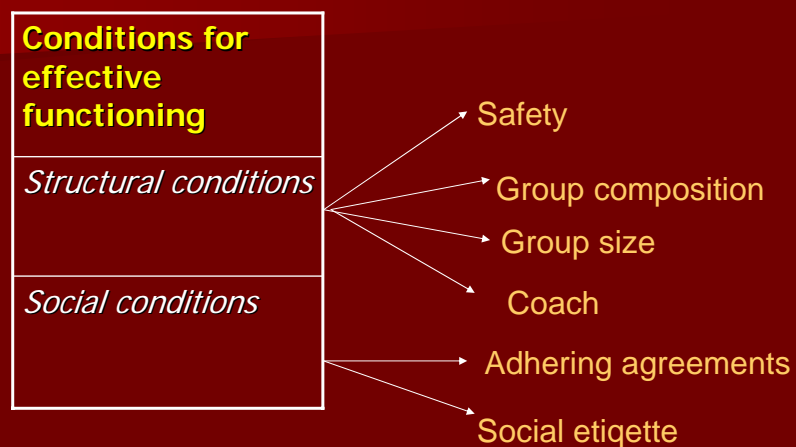 Conditions for
effective
functioning
Structural conditions
Social conditions
Safety
Group composition
Group size
Coach
Adhering agreements
Social etiqette